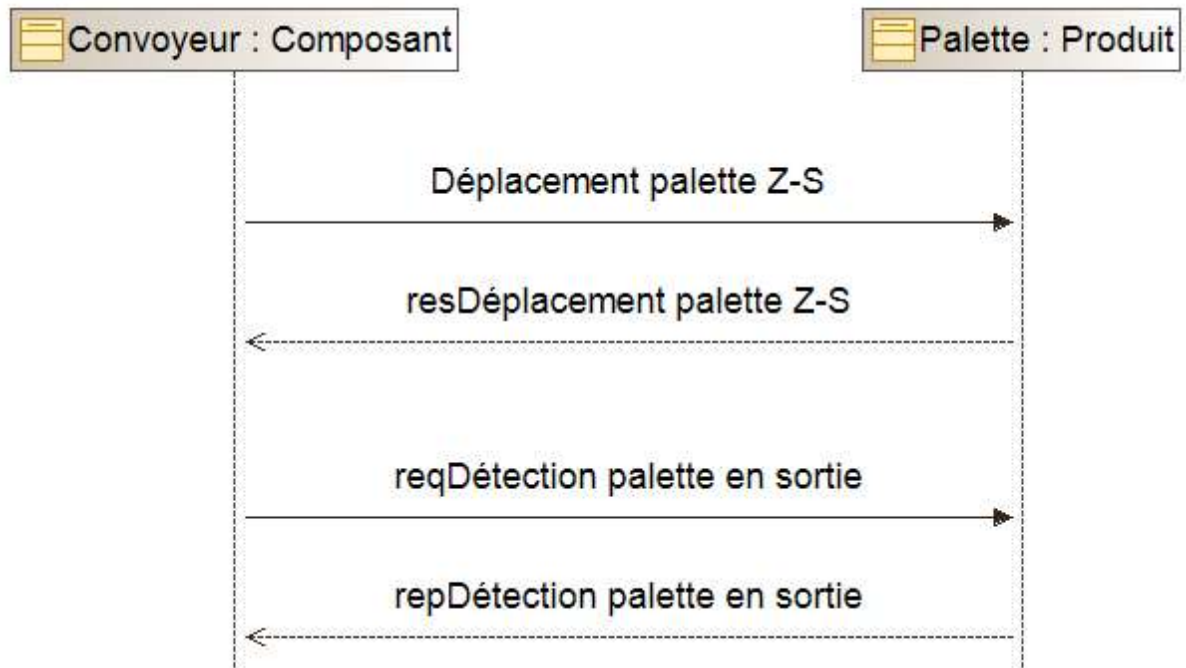 Convoyeur : Composant
Palette : Produit
Déplacement palette Z-S
resDéplacement palette Z-S
reqDétection palette en sortie
repDétection palette en sortie